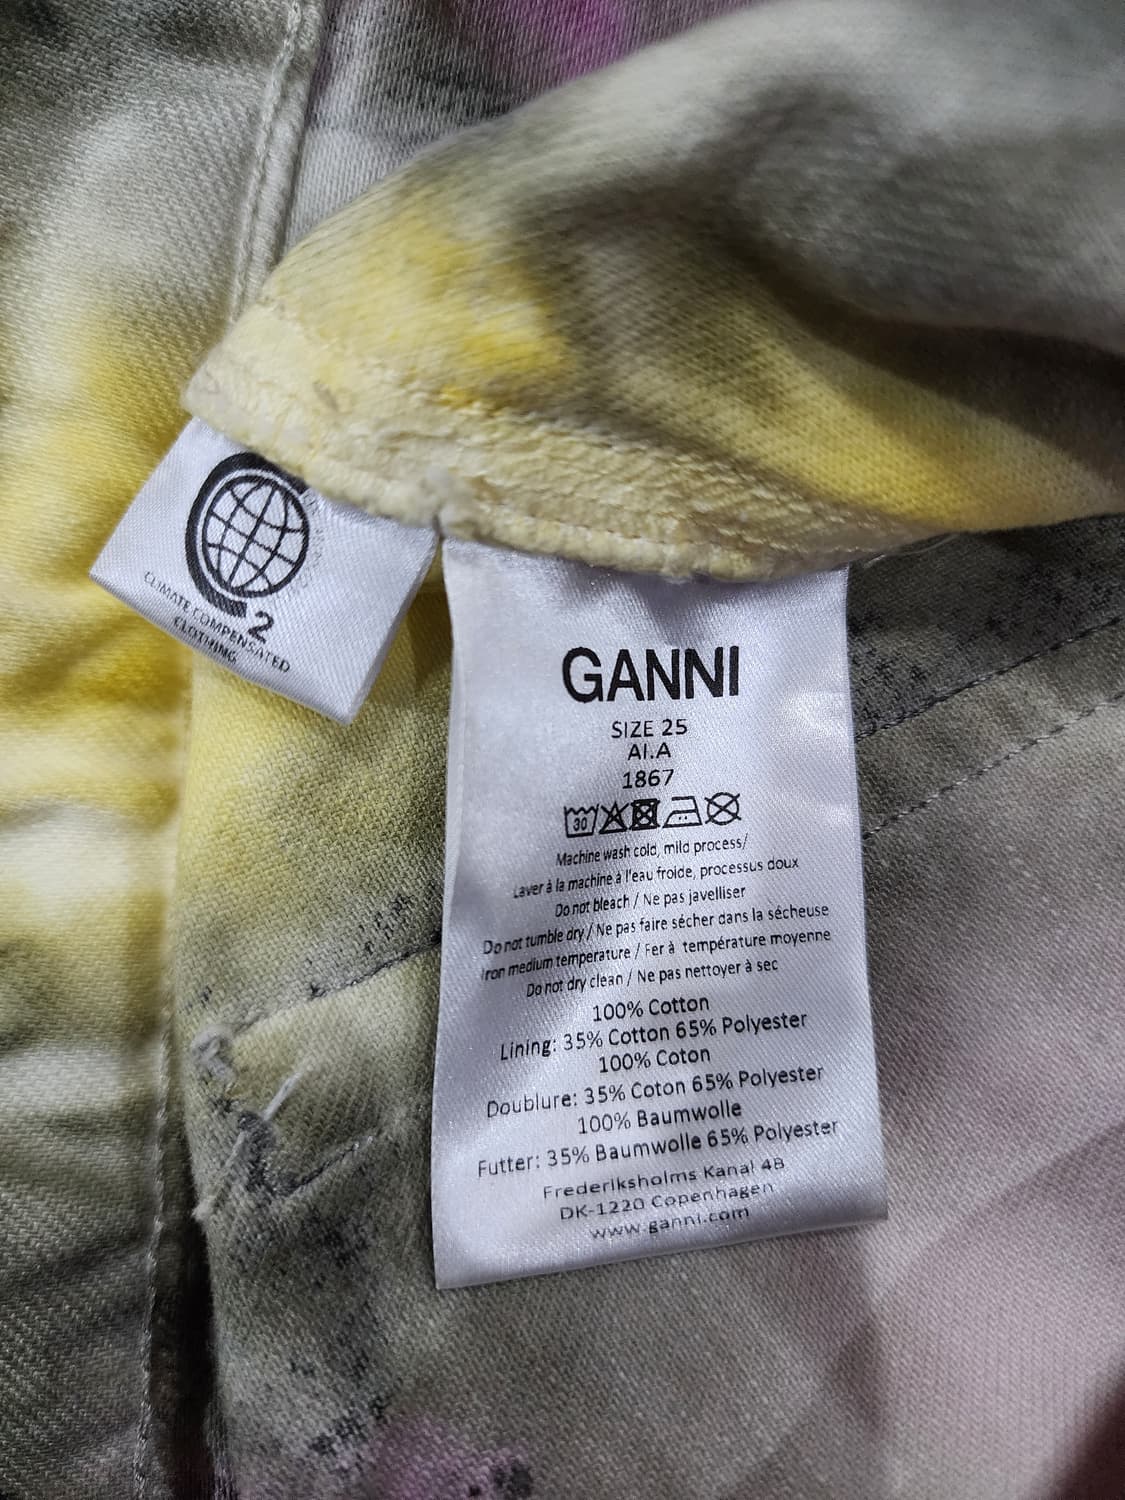 2
CLIMATE COMPENSATED
CLOTHING
GANNI
SIZE 25
AI.A
1867
30
Machine wash cold, mild process/
Laver à la machine à l'eau froide, processus doux
Do not bleach / Ne pas javelliser
Do not tumble dry / Ne pas faire sécher dans la sécheuse
Iron medium temperature / Fer à température moyenne
Do not dry clean / Ne pas nettoyer à sec
100% Cotton
Lining: 35% Cotton 65% Polyester
100% Coton
Doublure: 35% Coton 65% Polyester
100% Baumwolle
Futter: 35% Baumwolle 65% Polyester
Frederiksholms Kanal 4B
DK-1220 Copenhagen
www.ganni.com